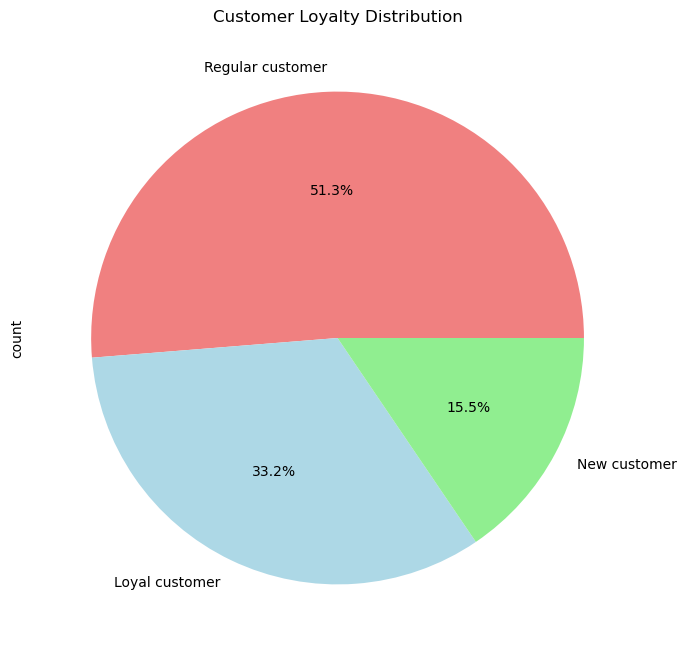 Customer Loyalty Distribution
Regular customer
51.3%
count
15.5%
New customer
33.2%
Loyal customer